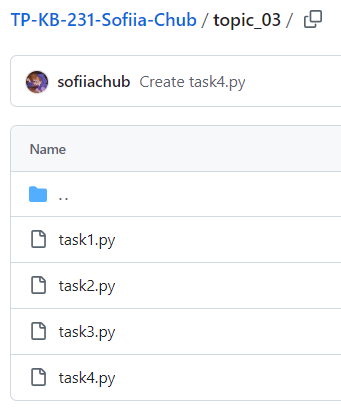 TP-KB-231-Sofiia-Chub / topic_03 /
sofiiachub Create task4.py
Name
..
task1.py
task2.py
task3.py
task4.py